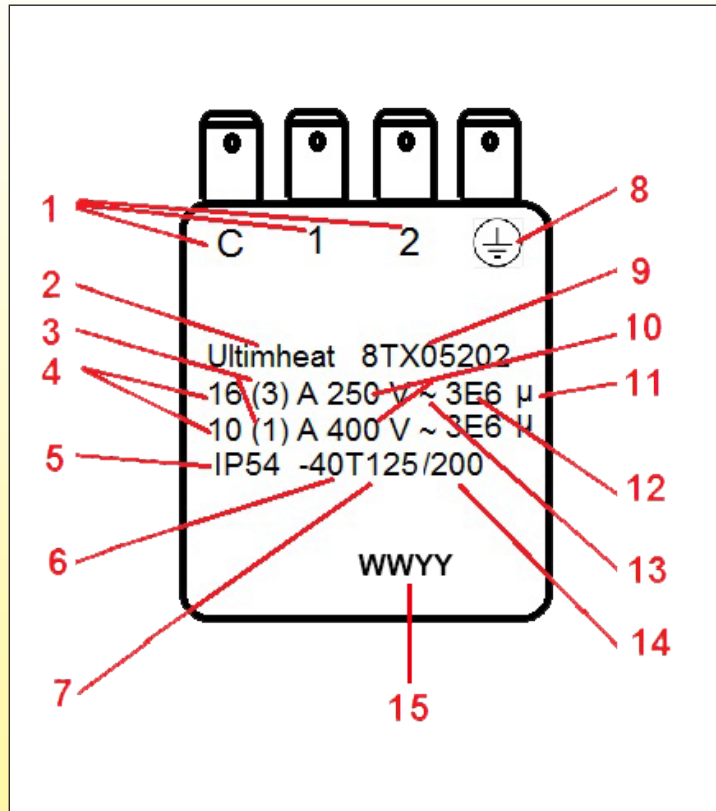 1 C 1 2 8
2 9
3 Ultimheat 8TX05202 10
4 16 (3) A 250 V ~ 3E6 µ 11
10 (1) A 400 V ~ 3E6 µ
5 IP54 -40T125/200 12
6 WWYY 13
7 14
15